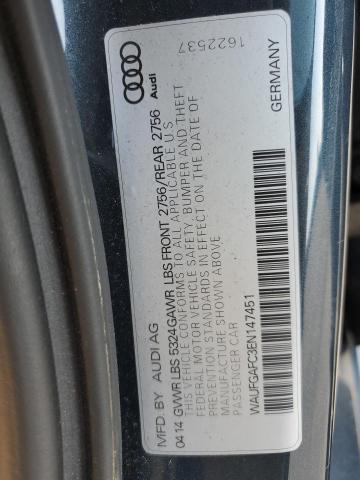 Audi
1622537
MFD. BY AUDI AG
04 14 GVWR LBS 5324 GAWR LBS FRONT 2756/REAR 2756
THIS VEHICLE CONFORMS TO ALL APPLICABLE U S
FEDERAL MOTOR VEHICLE SAFETY, BUMPER AND THEFT
PREVENTION STANDARDS IN EFFECT ON THE DATE OF
MANUFACTURE SHOWN ABOVE
PASSENGER CAR
WAUFGAFC3EN147451
GERMANY